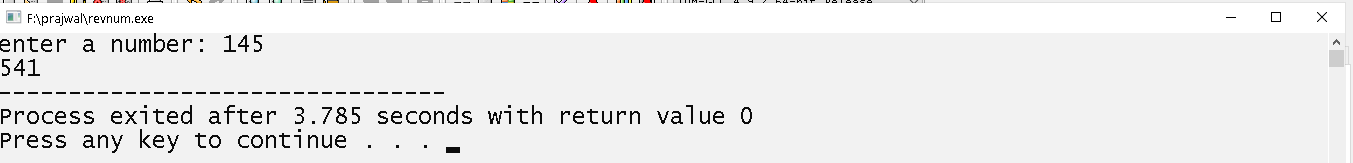 F:\prajwal\revnum.exe
enter a number: 145
541
--------------------------------
Process exited after 3.785 seconds with return value 0
Press any key to continue . . .